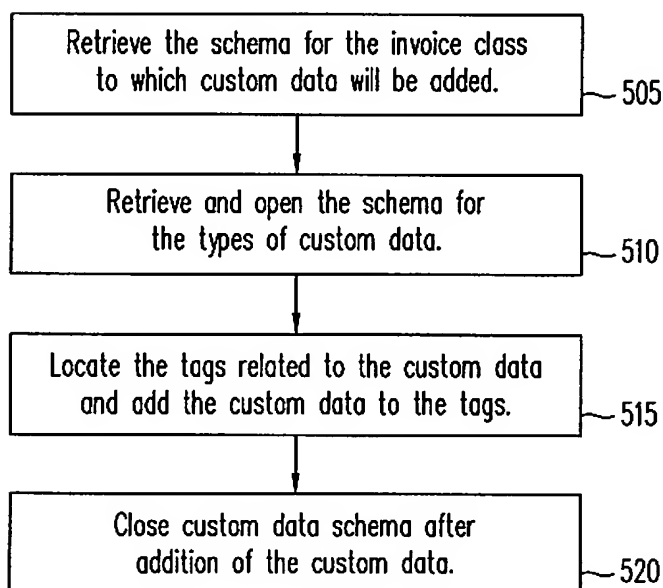 Retrieve the schema for the invoice class
to which custom data will be added.
505
Retrieve and open the schema for
the types of custom data.
510
Locate the tags related to the custom data
and add the custom data to the tags.
515
Close custom data schema after
addition of the custom data.
520